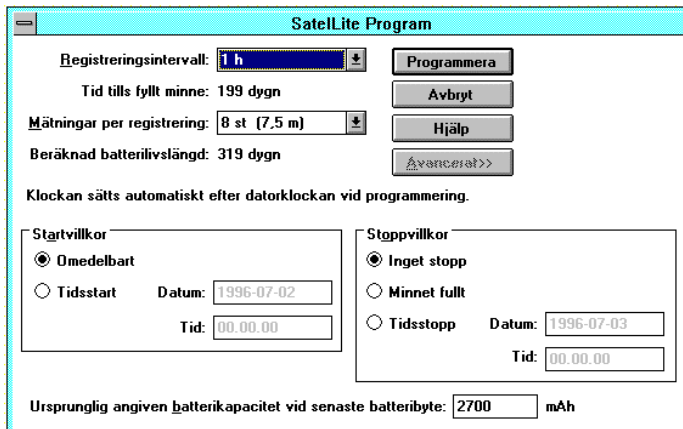 SatelLite Program
Registreringsintervall: 1 h
Programmera
Tid tills fyllt minne: 199 dygn
Avbryt
Mätningar per registrering: 8 st (7,5 m)
Hjälp
Beräknad batterilivslängd: 319 dygn
Avancerat>>
Klockan sätts automatiskt efter datorklockan vid programmering.
Startvillkor
Omedelbart
Tidsstart Datum: 1996-07-02
Tid: 00.00.00
Stoppvillkor
Inget stopp
Minnet fullt
Tidsstopp Datum: 1996-07-03
Tid: 00.00.00
Ursprunglig angiven batterikapacitet vid senaste batteribyte: 2700 mAh